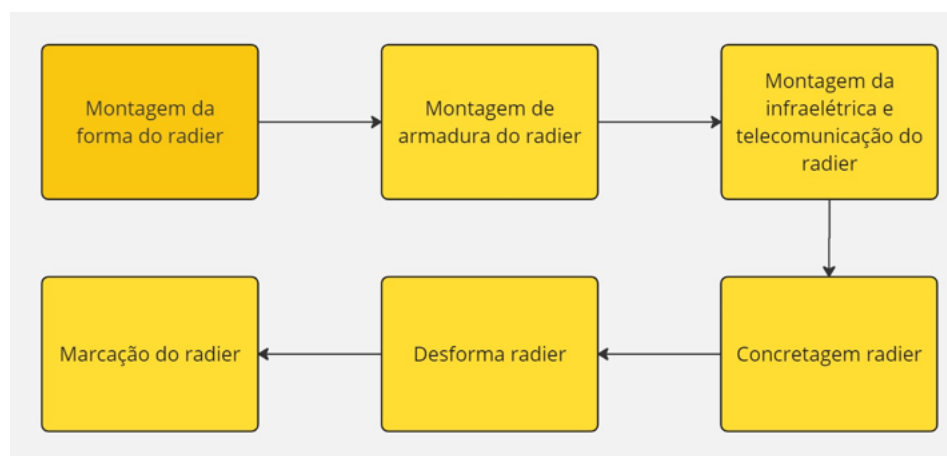 Montagem da
forma do radier
Montagem de
armadura do radier
Montagem da
infraelétrica e
telecomunicação do
radier
Concretagem radier
Desforma radier
Marcação do radier